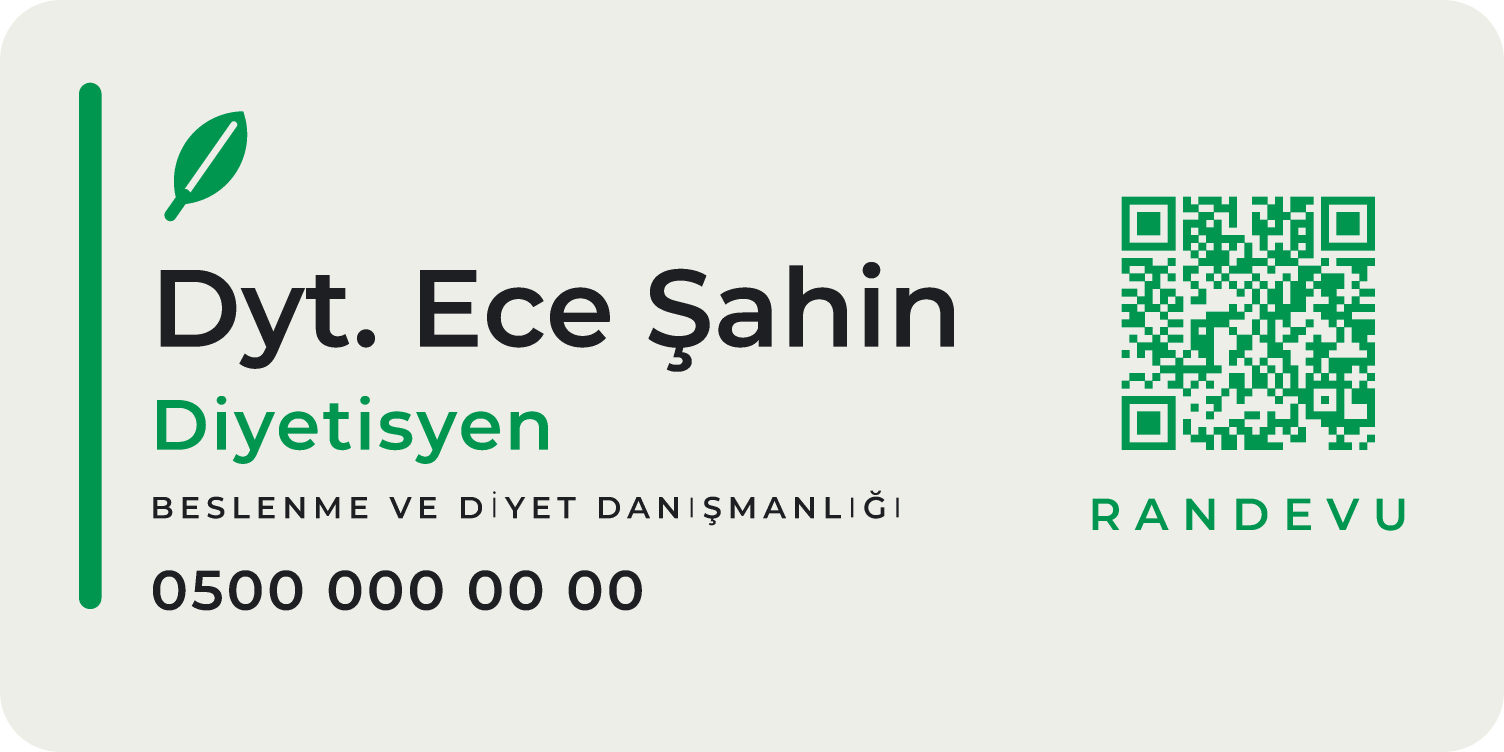 Dyt. Ece Şahin
Diyetisyen
BESLENME VE DİYET DANIŞMANLIĞI
0500 000 00 00
RANDEVU